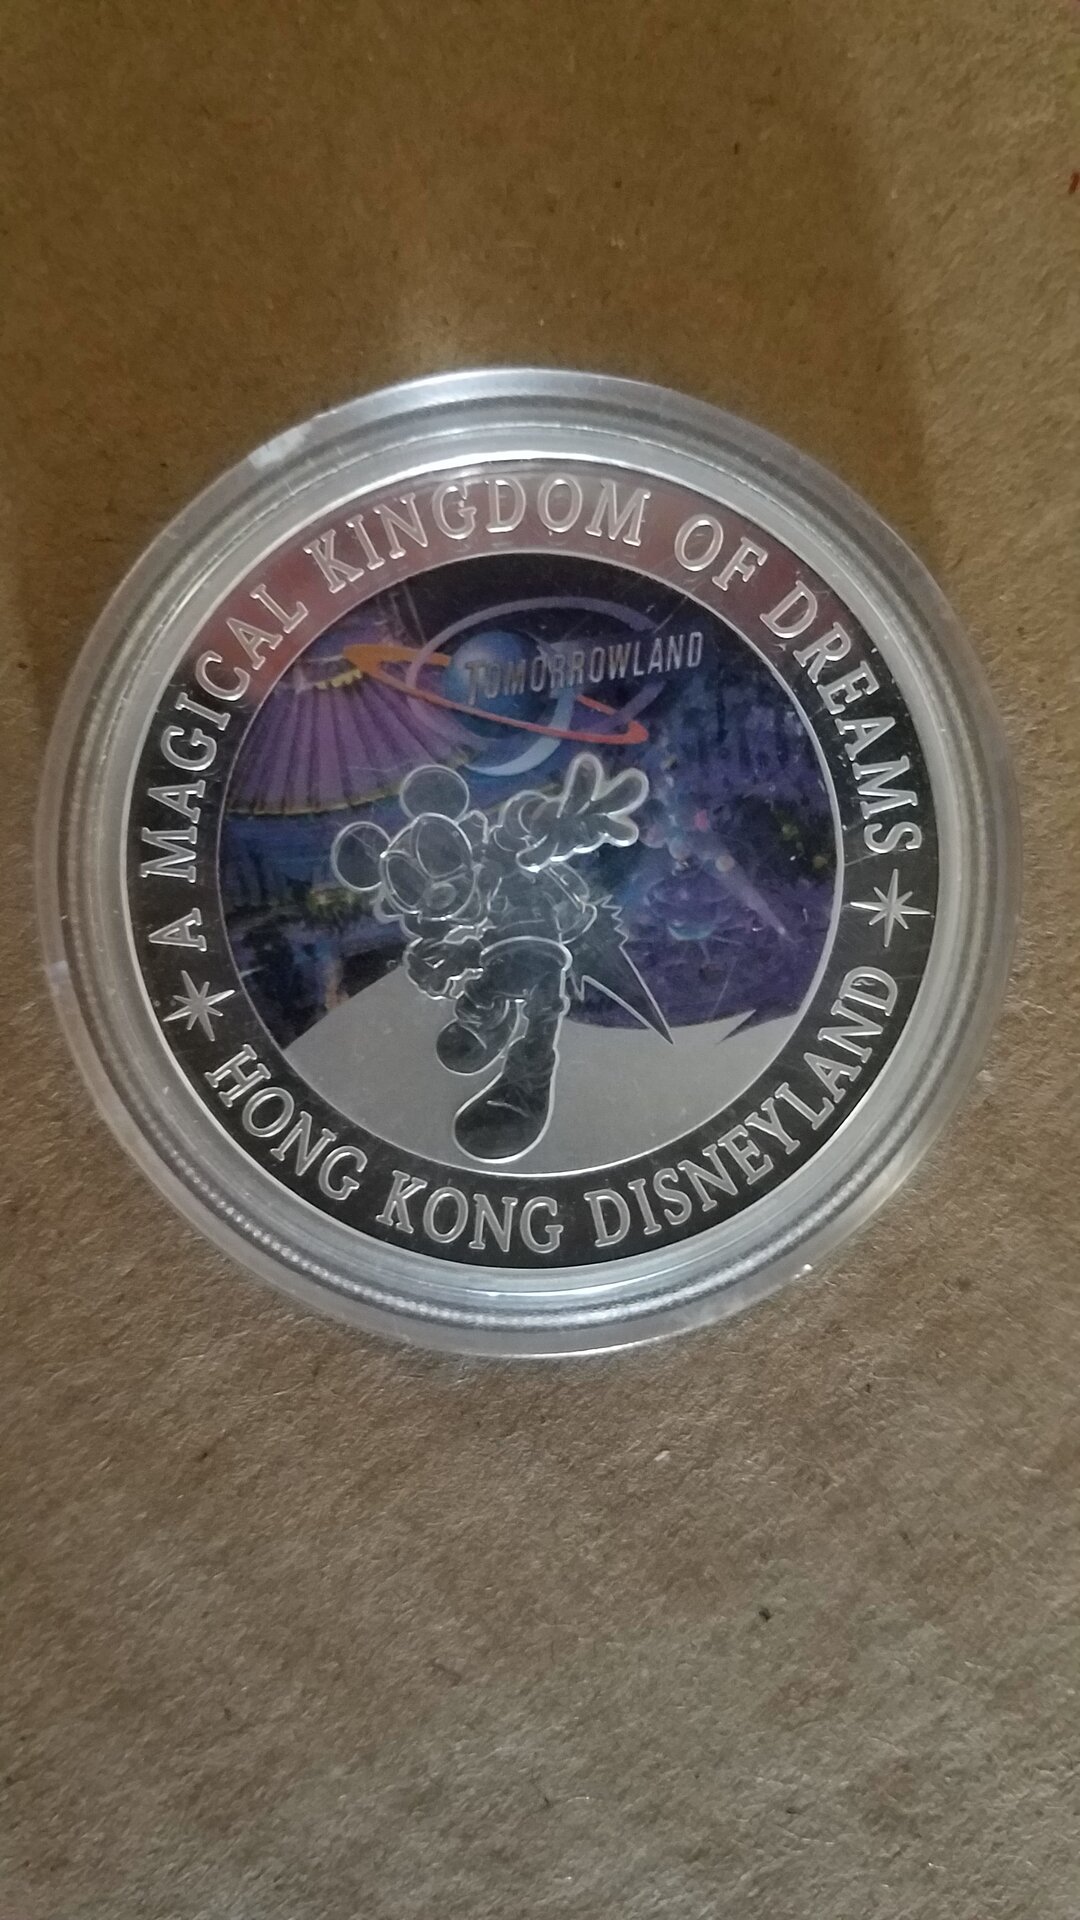 A MAGICAL KINGDOM OF DREAMS
TOMORROWLAND
HONG KONG DISNEYLAND